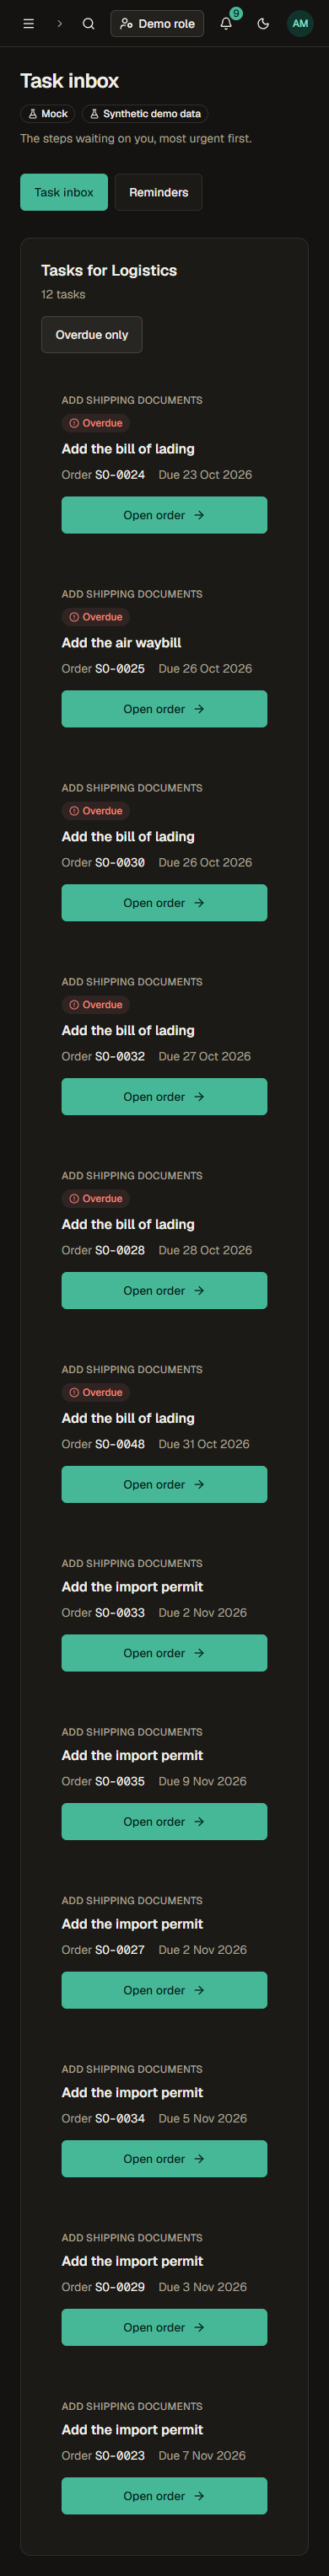 Demo role
9
AM
Task inbox
Mock
Synthetic demo data
The steps waiting on you, most urgent first.
Task inbox
Reminders
Tasks for Logistics
12 tasks
Overdue only
ADD SHIPPING DOCUMENTS
Overdue
Add the bill of lading
Order SO-0024 Due 23 Oct 2026
Open order
ADD SHIPPING DOCUMENTS
Overdue
Add the air waybill
Order SO-0025 Due 26 Oct 2026
Open order
ADD SHIPPING DOCUMENTS
Overdue
Add the bill of lading
Order SO-0030 Due 26 Oct 2026
Open order
ADD SHIPPING DOCUMENTS
Overdue
Add the bill of lading
Order SO-0032 Due 27 Oct 2026
Open order
ADD SHIPPING DOCUMENTS
Overdue
Add the bill of lading
Order SO-0028 Due 28 Oct 2026
Open order
ADD SHIPPING DOCUMENTS
Overdue
Add the bill of lading
Order SO-0048 Due 31 Oct 2026
Open order
ADD SHIPPING DOCUMENTS
Add the import permit
Order SO-0033 Due 2 Nov 2026
Open order
ADD SHIPPING DOCUMENTS
Add the import permit
Order SO-0035 Due 9 Nov 2026
Open order
ADD SHIPPING DOCUMENTS
Add the import permit
Order SO-0027 Due 2 Nov 2026
Open order
ADD SHIPPING DOCUMENTS
Add the import permit
Order SO-0034 Due 5 Nov 2026
Open order
ADD SHIPPING DOCUMENTS
Add the import permit
Order SO-0029 Due 3 Nov 2026
Open order
ADD SHIPPING DOCUMENTS
Add the import permit
Order SO-0023 Due 7 Nov 2026
Open order